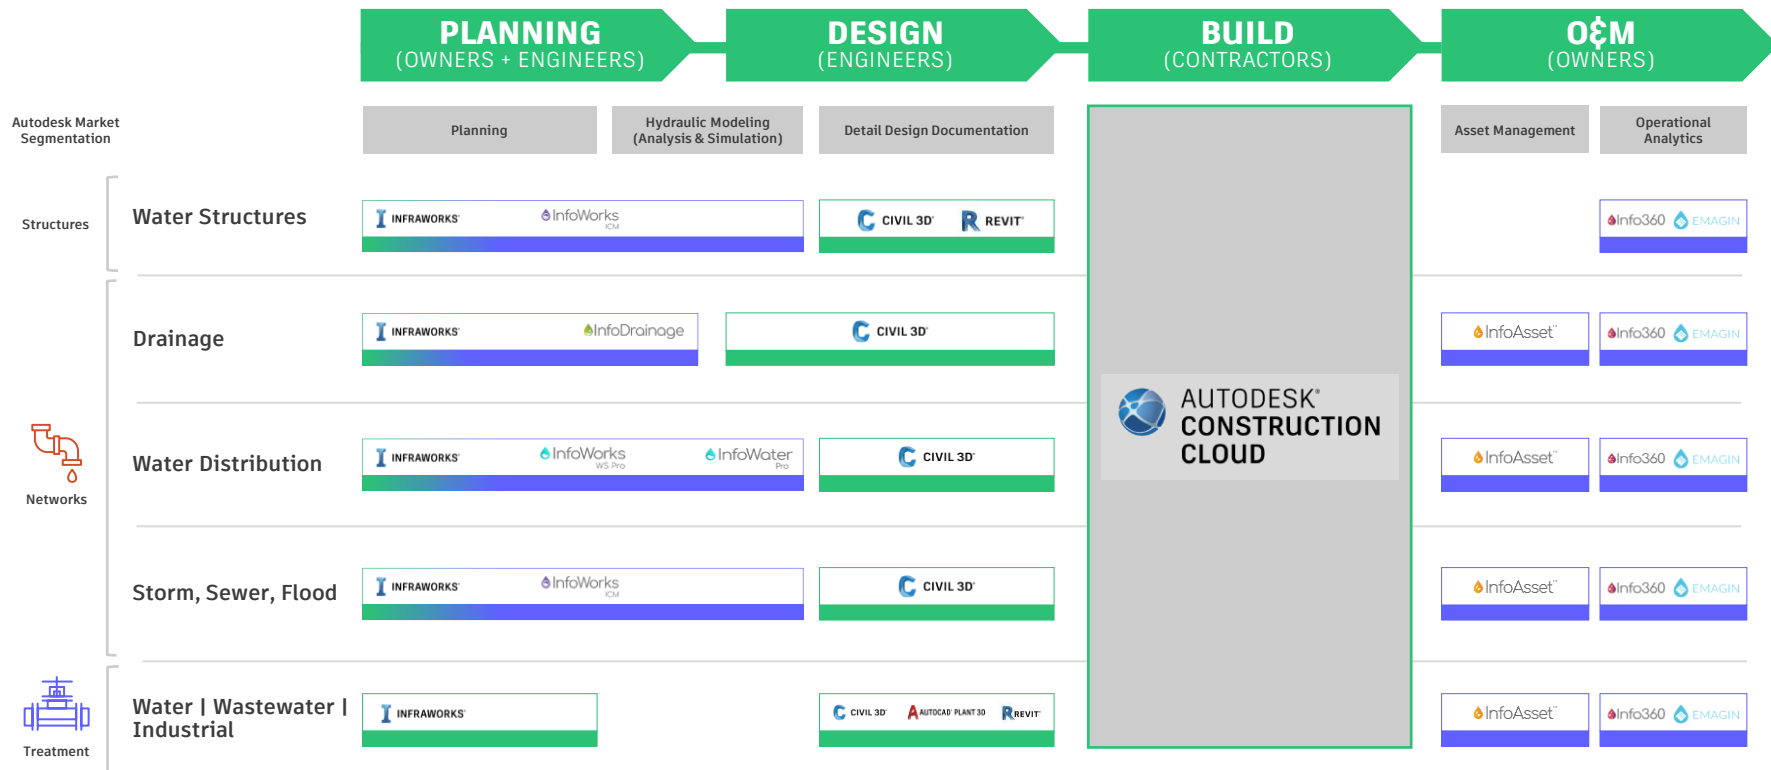 PLANNING
(OWNERS + ENGINEERS)
DESIGN
(ENGINEERS)
BUILD
(CONTRACTORS)
O&M
(OWNERS)
Autodesk Market
Segmentation
Planning
Hydraulic Modeling
(Analysis & Simulation)
Detail Design Documentation
Asset Management
Operational
Analytics
Structures
Water Structures
INFRAWORKS®
InfoWorks
ICM
CIVIL 3D®
REVIT®
Info360
EMAGIN
Drainage
INFRAWORKS®
InfoDrainage
CIVIL 3D®
InfoAsset™
Info360
EMAGIN
AUTODESK®
CONSTRUCTION
CLOUD
Networks
Water Distribution
INFRAWORKS®
InfoWorks
WS Pro
InfoWater
Pro
CIVIL 3D®
InfoAsset™
Info360
EMAGIN
Storm, Sewer, Flood
INFRAWORKS®
InfoWorks
ICM
CIVIL 3D®
InfoAsset™
Info360
EMAGIN
Treatment
Water | Wastewater |
Industrial
INFRAWORKS®
CIVIL 3D®
AUTOCAD® PLANT 3D
REVIT®
InfoAsset™
Info360
EMAGIN